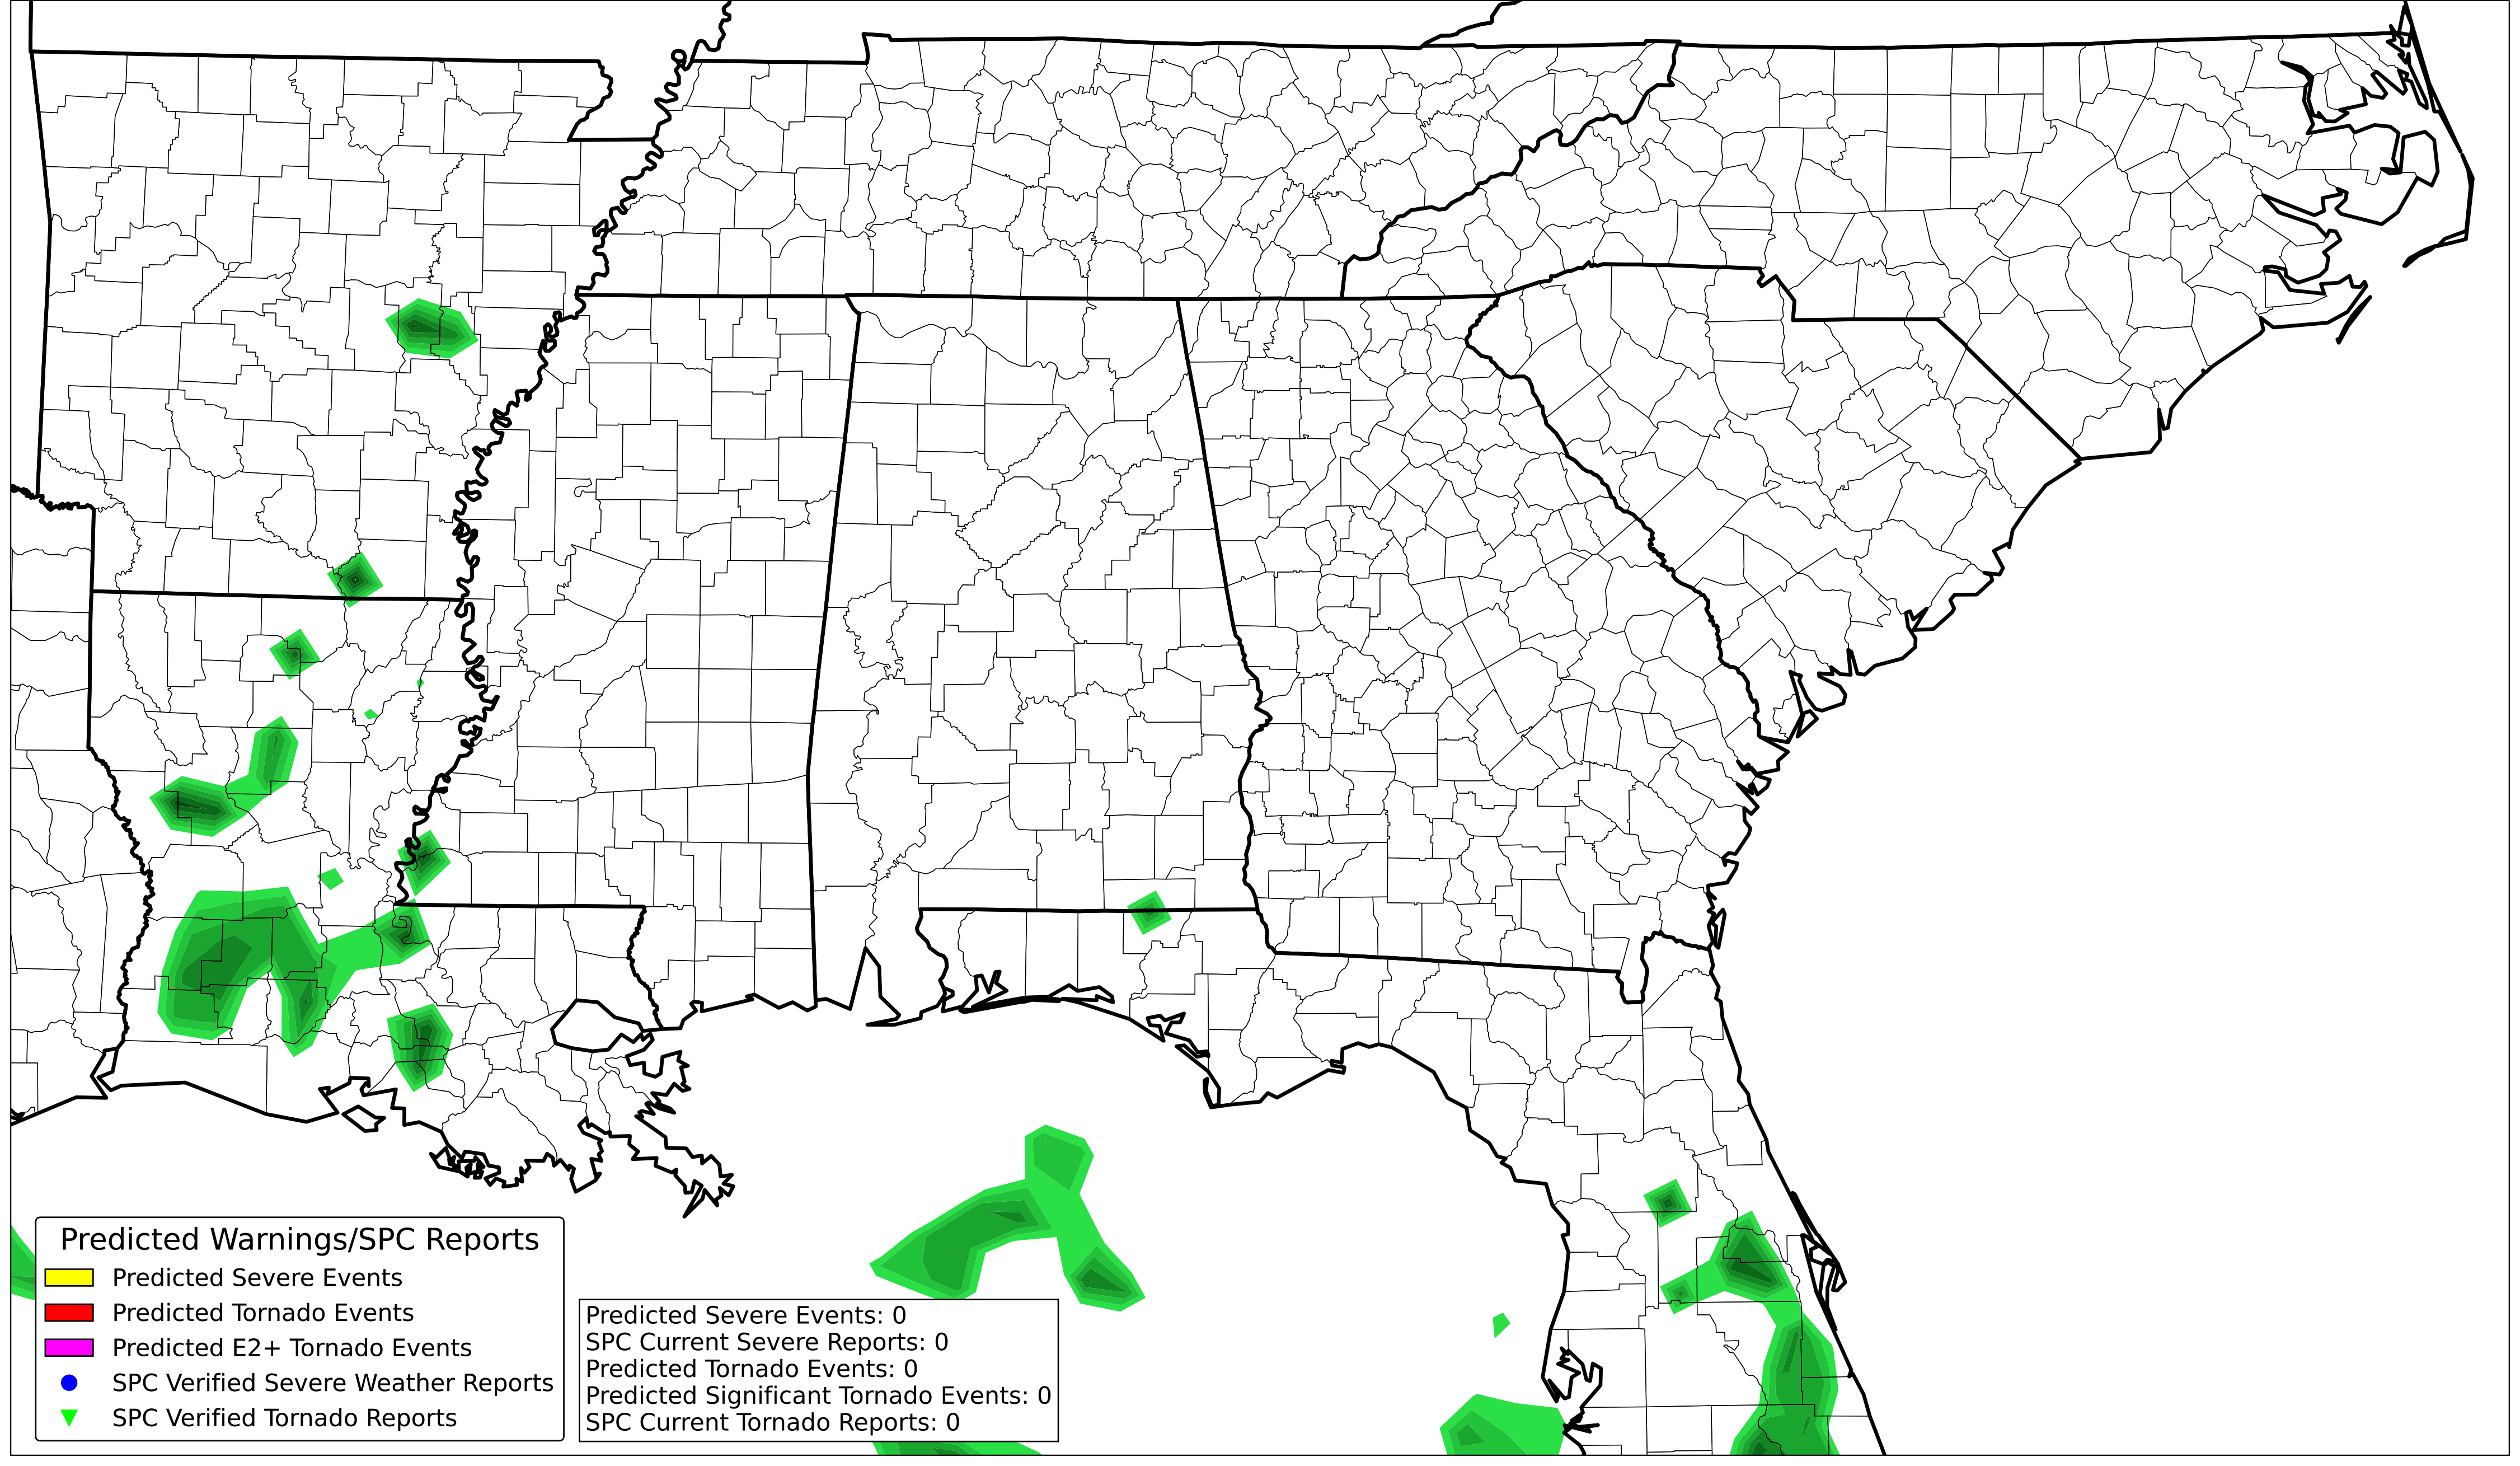 Predicted Warnings/SPC Reports
Predicted Severe Events
Predicted Tornado Events
Predicted E2+ Tornado Events
SPC Verified Severe Weather Reports
SPC Verified Tornado Reports
Predicted Severe Events: 0
SPC Current Severe Reports: 0
Predicted Tornado Events: 0
Predicted Significant Tornado Events: 0
SPC Current Tornado Reports: 0